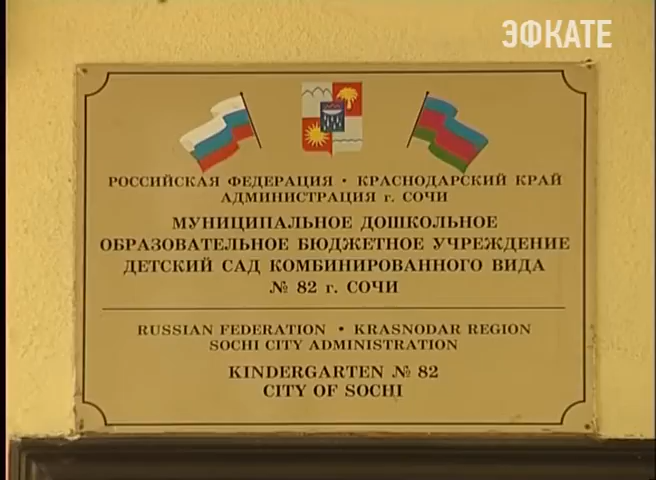 ЭФКАТЕ
РОССИЙСКАЯ ФЕДЕРАЦИЯ • КРАСНОДАРСКИЙ КРАЙ
АДМИНИСТРАЦИЯ г. СОЧИ
МУНИЦИПАЛЬНОЕ ДОШКОЛЬНОЕ
ОБРАЗОВАТЕЛЬНОЕ БЮДЖЕТНОЕ УЧРЕЖДЕНИЕ
ДЕТСКИЙ САД КОМБИНИРОВАННОГО ВИДА
№ 82 г. СОЧИ
RUSSIAN FEDERATION • KRASNODAR REGION
SOCHI CITY ADMINISTRATION
KINDERGARTEN № 82
CITY OF SOCHI